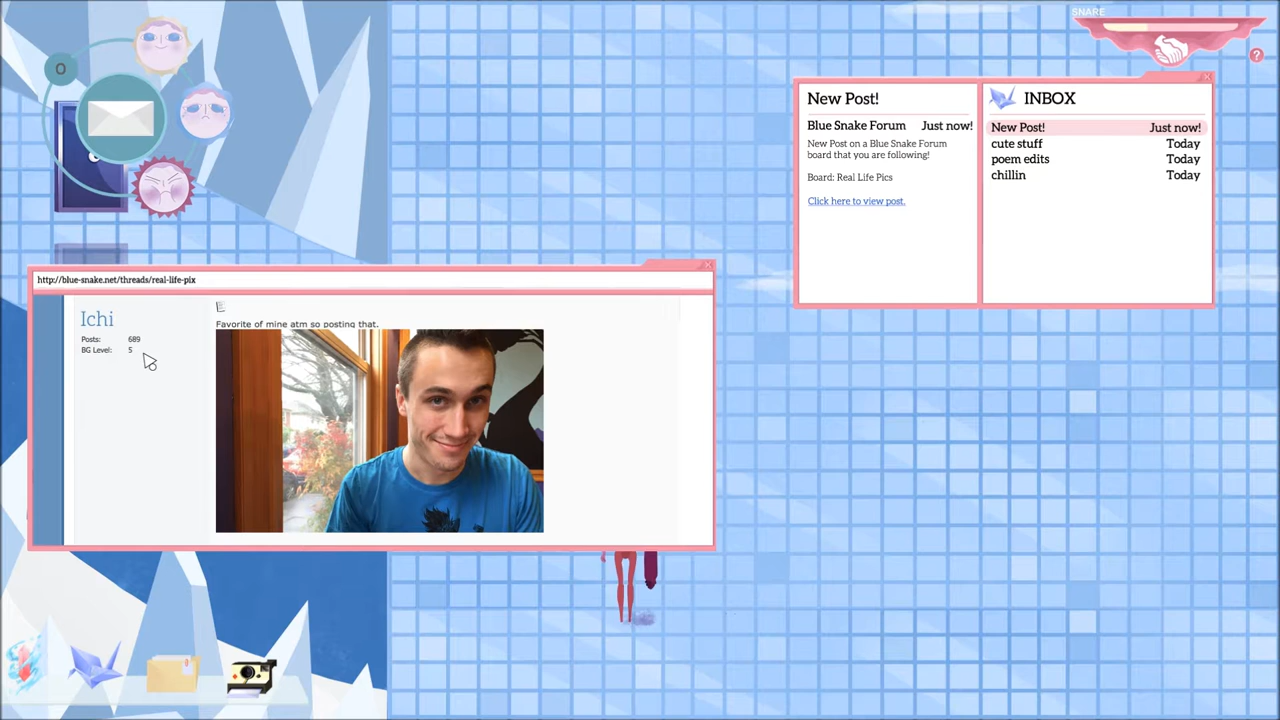 0
SNARE
?
New Post!
Blue Snake Forum Just now!
New Post on a Blue Snake Forum
board that you are following!
Board: Real Life Pics
Click here to view post.
INBOX
New Post! Just now!
cute stuff Today
poem edits Today
chillin Today
http://blue-snake.net/threads/real-life-pix
Ichi
Posts: 689
BG Level: 5
Favorite of mine atm so posting that.